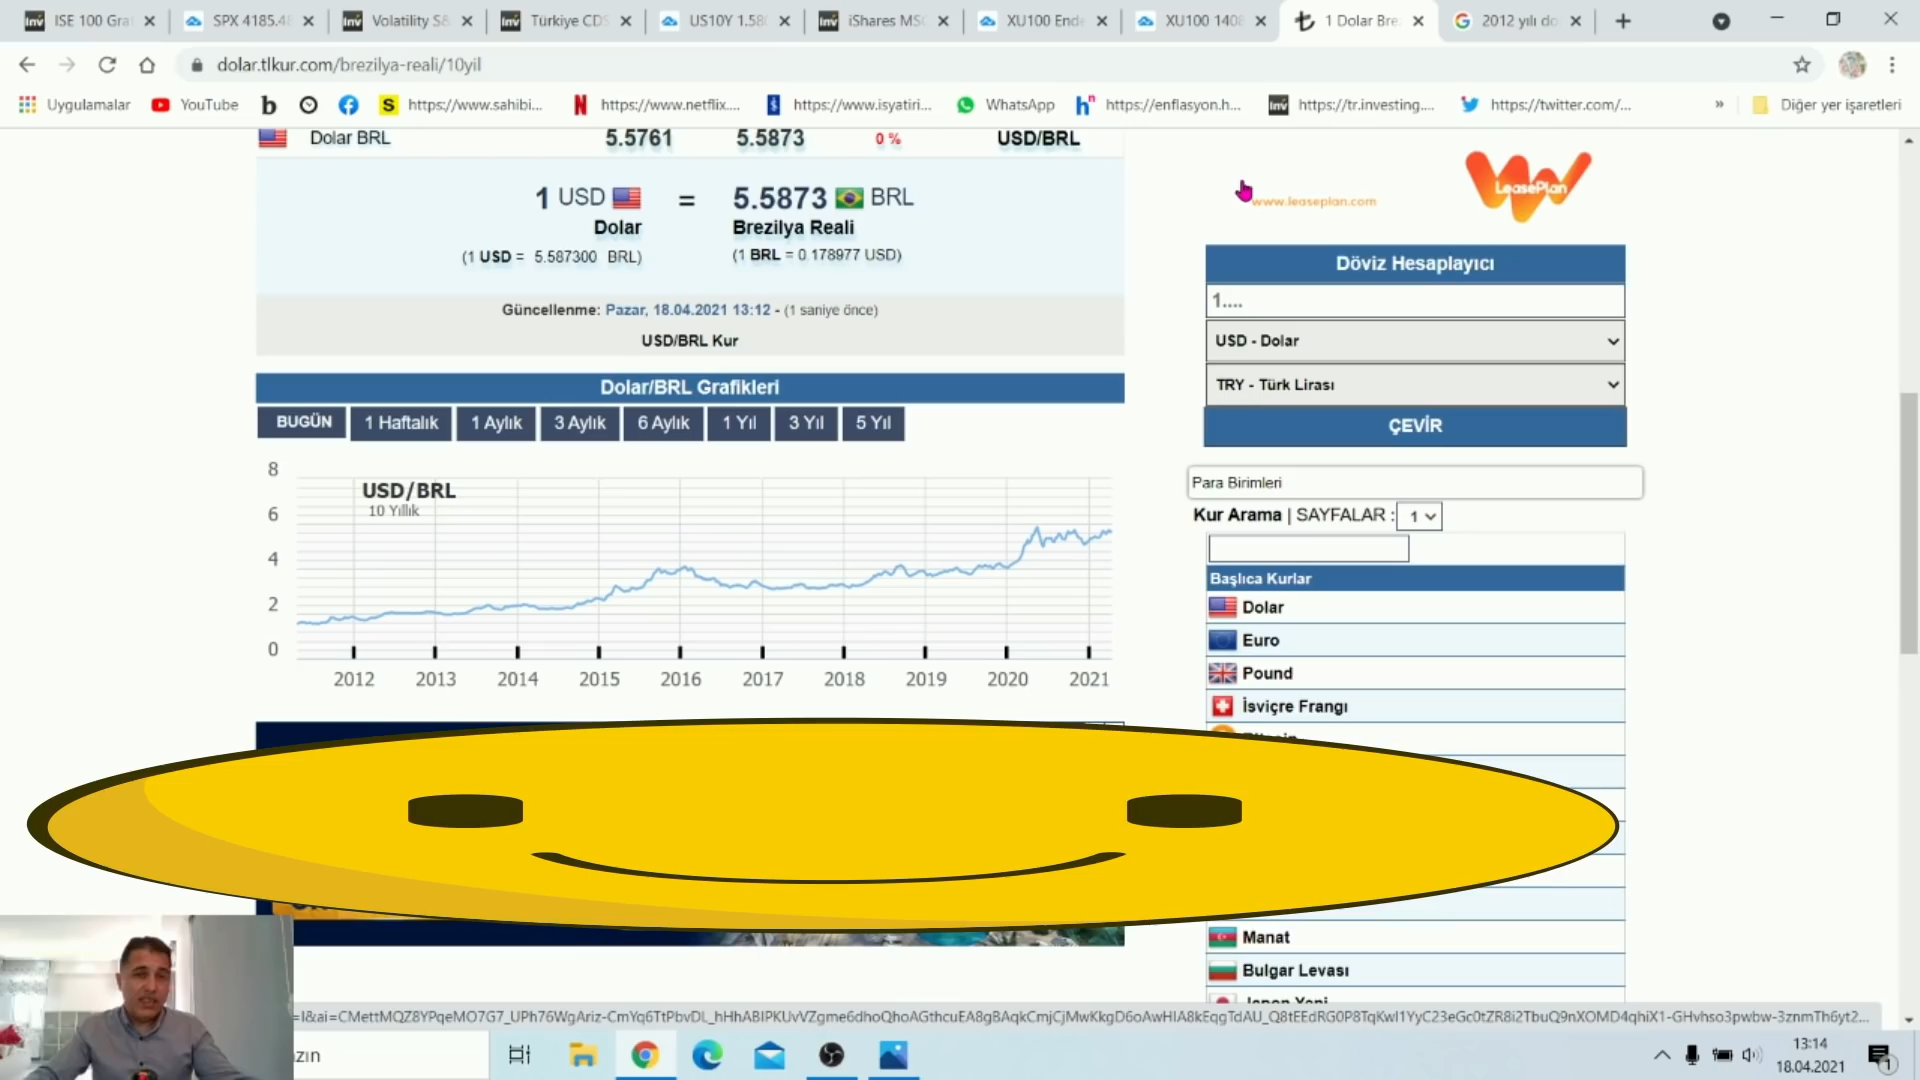 ISE 100 Gra
SPX 4185.4
Volatility S&
Türkiye CDS
US10Y 1.58
iShares MSC
XU100 Ende
XU100 1408
1 Dolar Bre
2012 yılı do
dolar.tlkur.com/brezilya-reali/10yil
Uygulamalar
YouTube
https://www.sahibi...
https://www.netflix....
https://www.isyatiri...
WhatsApp
https://enflasyon.h...
https://tr.investing....
https://twitter.com/...
Diğer yer işaretleri
Dolar BRL 5.5761 5.5873 0 % USD/BRL
1 USD = 5.5873 BRL
Dolar Brezilya Reali
(1 USD = 5.587300 BRL) (1 BRL = 0.178977 USD)
Güncellenme: Pazar, 18.04.2021 13:12 - (1 saniye önce)
USD/BRL Kur
Dolar/BRL Grafikleri
BUGÜN 1 Haftalık 1 Aylık 3 Aylık 6 Aylık 1 Yıl 3 Yıl 5 Yıl
USD/BRL
10 Yıllık
8
6
4
2
0
2012 2013 2014 2015 2016 2017 2018 2019 2020 2021
www.leaseplan.com
LeasePlan
Döviz Hesaplayıcı
1....
USD - Dolar
TRY - Türk Lirası
ÇEVİR
Para Birimleri
Kur Arama | SAYFALAR : 1
Başlıca Kurlar
Dolar
Euro
Pound
İsviçre Frangı
Manat
Bulgar Levası
Japon Yeni
zın
13:14
18.04.2021
1